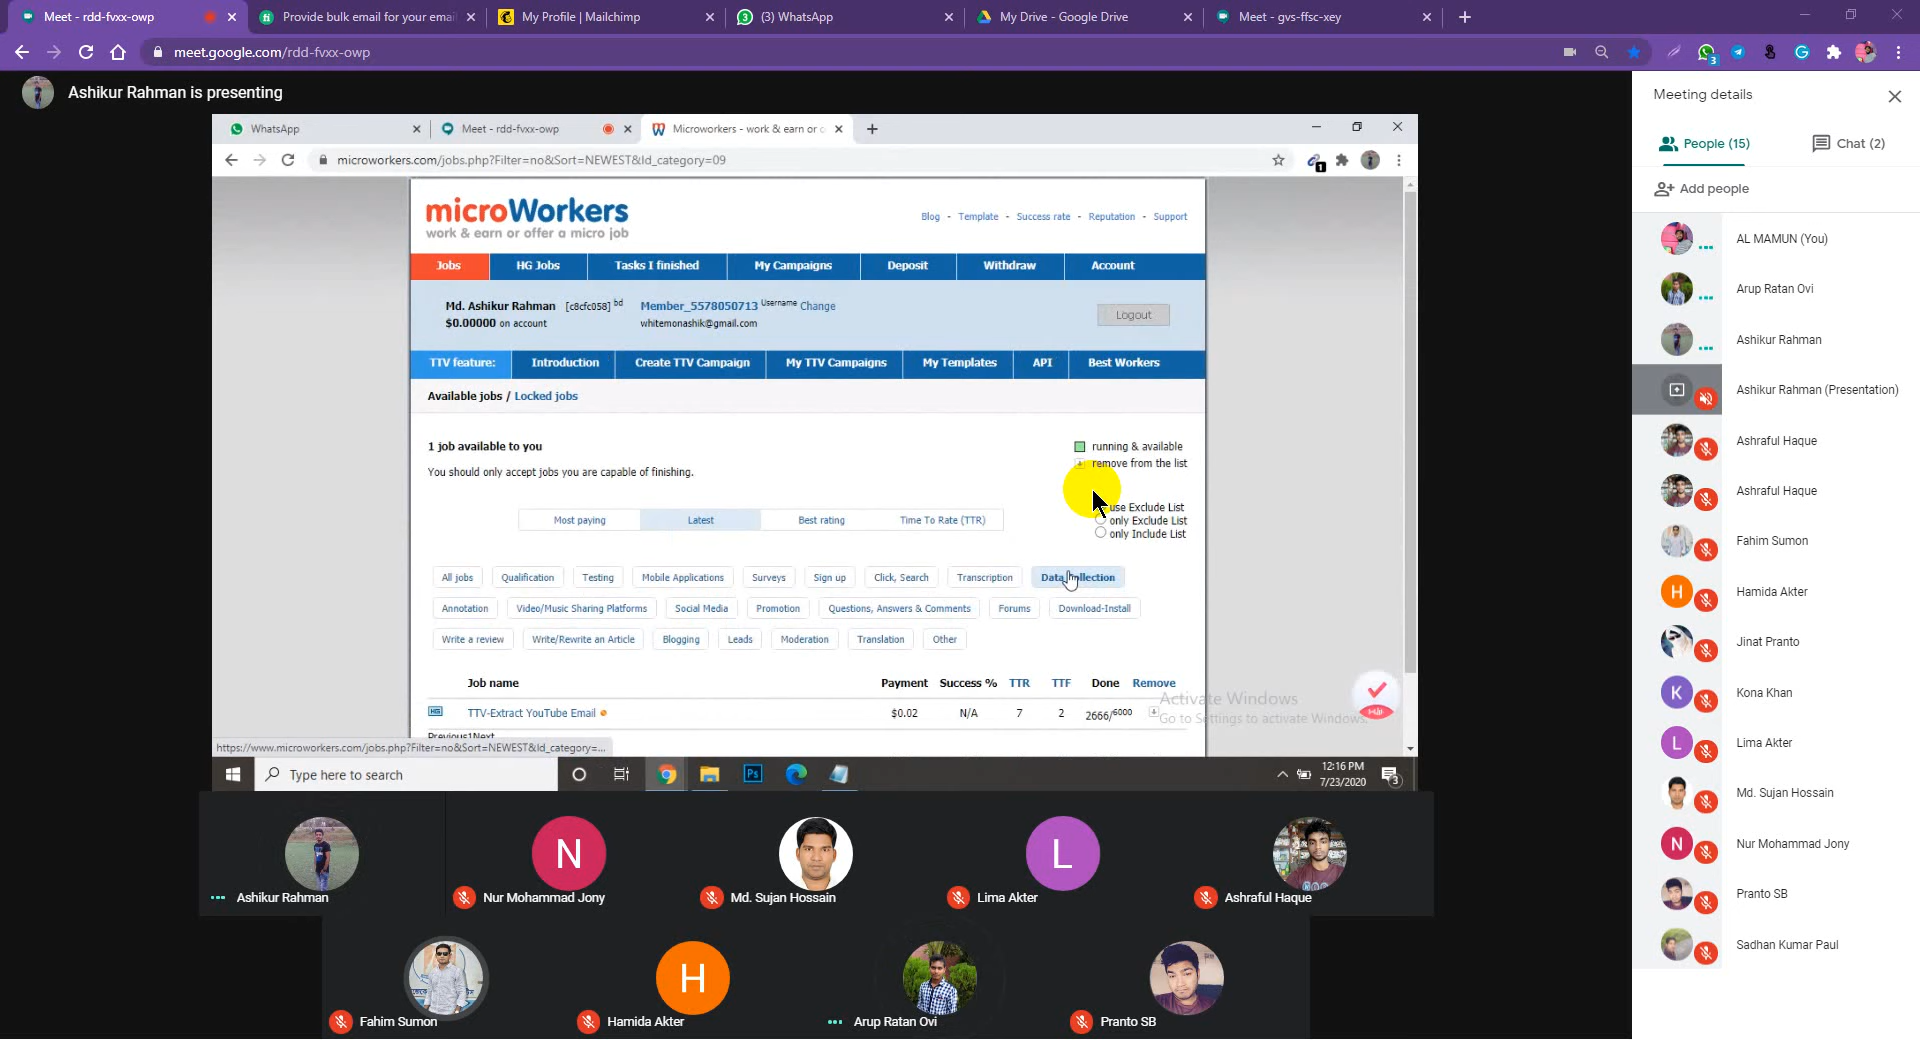 Meet - rdd-fvxx-owp
Provide bulk email for your email
My Profile | Mailchimp
(3) WhatsApp
My Drive - Google Drive
Meet - gvs-ffsc-xey
meet.google.com/rdd-fvxx-owp
3
Ashikur Rahman is presenting
WhatsApp
Meet - rdd-fvxx-owp
Microworkers - work & earn or o
microworkers.com/jobs.php?Filter=no&Sort=NEWEST&Id_category=09
1
microWorkers
work & earn or offer a micro job
Blog - Template - Success rate - Reputation - Support
Jobs HG Jobs Tasks I finished My Campaigns Deposit Withdraw Account
Md. Ashikur Rahman [c8cfc058] bd Member_5578050713 Username Change
$0.00000 on account whitemonashik@gmail.com
Logout
TTV feature: Introduction Create TTV Campaign My TTV Campaigns My Templates API Best Workers
Available jobs / Locked jobs
1 job available to you
running & available
You should only accept jobs you are capable of finishing.
remove from the list
use Exclude List
only Exclude List
only Include List
Most paying Latest Best rating Time To Rate (TTR)
All jobs Qualification Testing Mobile Applications Surveys Sign up Click, Search Transcription Data Collection
Annotation Video/Music Sharing Platforms Social Media Promotion Questions, Answers & Comments Forums Download-Install
Write a review Write/Rewrite an Article Blogging Leads Moderation Translation Other
Job name Payment Success % TTR TTF Done Remove
HG TTV-Extract YouTube Email $0.02 N/A 7 2 2666/6000
Previous1Next
Activate Windows
Go to Settings to activate Windows.
https://www.microworkers.com/jobs.php?Filter=no&Sort=NEWEST&Id_category=...
Type here to search
Ps
12:16 PM
7/23/2020
3
Ashikur Rahman
N
Nur Mohammad Jony
Md. Sujan Hossain
L
Lima Akter
Ashraful Haque
Fahim Sumon
H
Hamida Akter
Arup Ratan Ovi
Pranto SB
Meeting details
People (15)
Chat (2)
Add people
AL MAMUN (You)
Arup Ratan Ovi
Ashikur Rahman
Ashikur Rahman (Presentation)
Ashraful Haque
Ashraful Haque
Fahim Sumon
H Hamida Akter
Jinat Pranto
K Kona Khan
L Lima Akter
Md. Sujan Hossain
N Nur Mohammad Jony
Pranto SB
Sadhan Kumar Paul